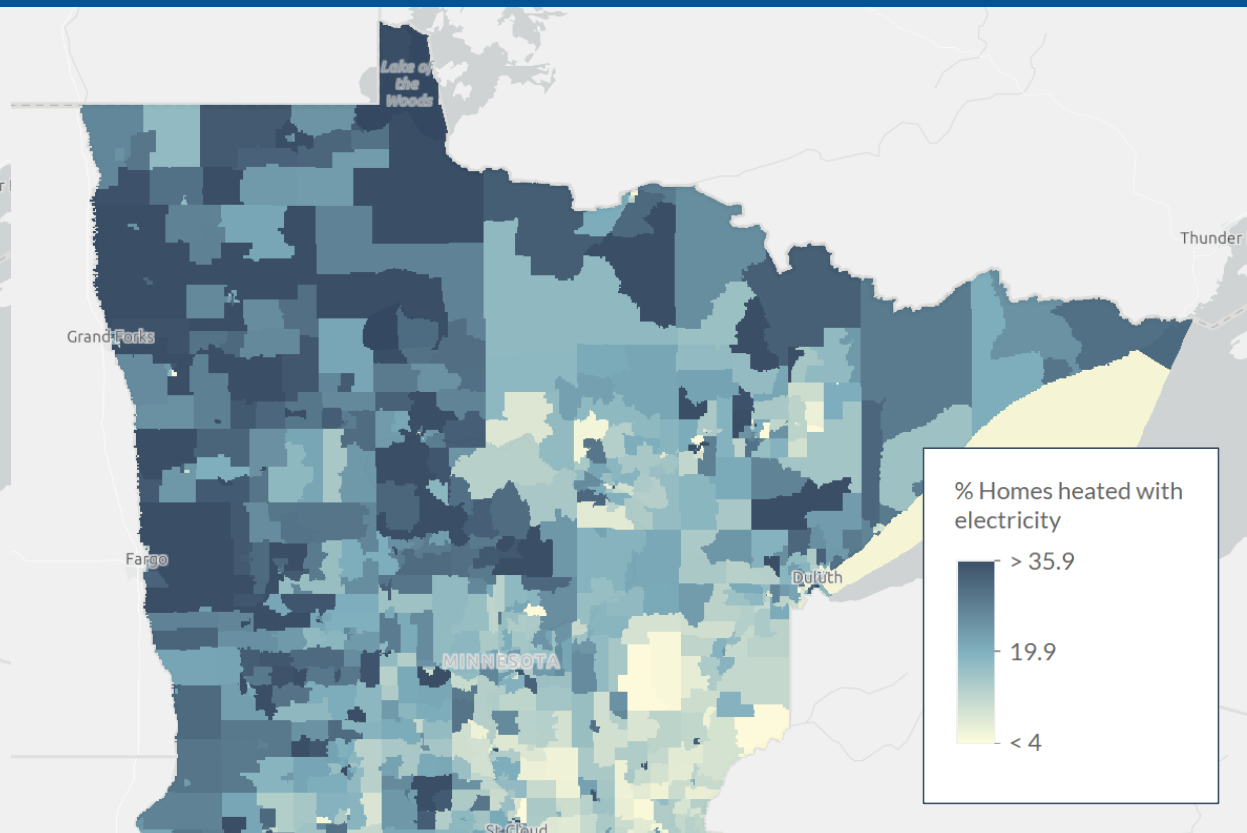 Lake of
the
Woods
Thunder
Grand Forks
Fargo
Duluth
MINNESOTA
St Cloud
% Homes heated with
electricity
> 35.9
19.9
< 4